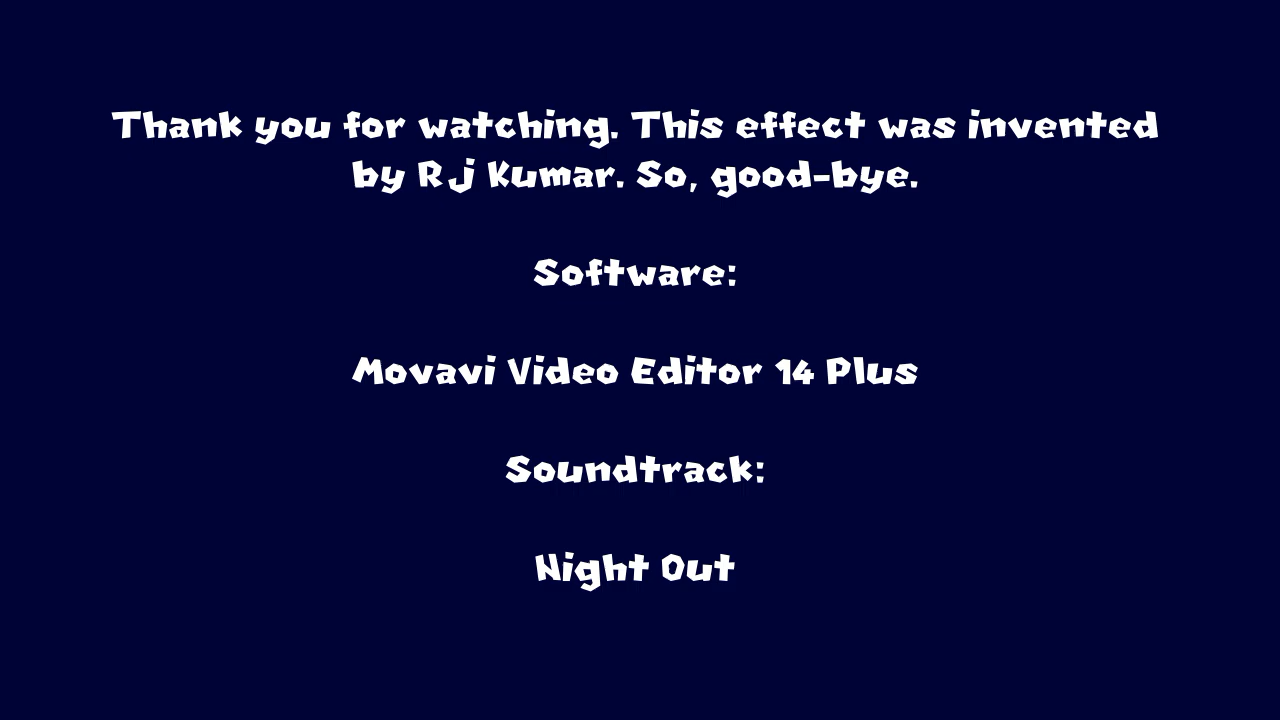 Thank you for watching. This effect was invented
by RJ Kumar. So, good-bye.
Software:
Movavi Video Editor 14 Plus
Soundtrack:
Night Out